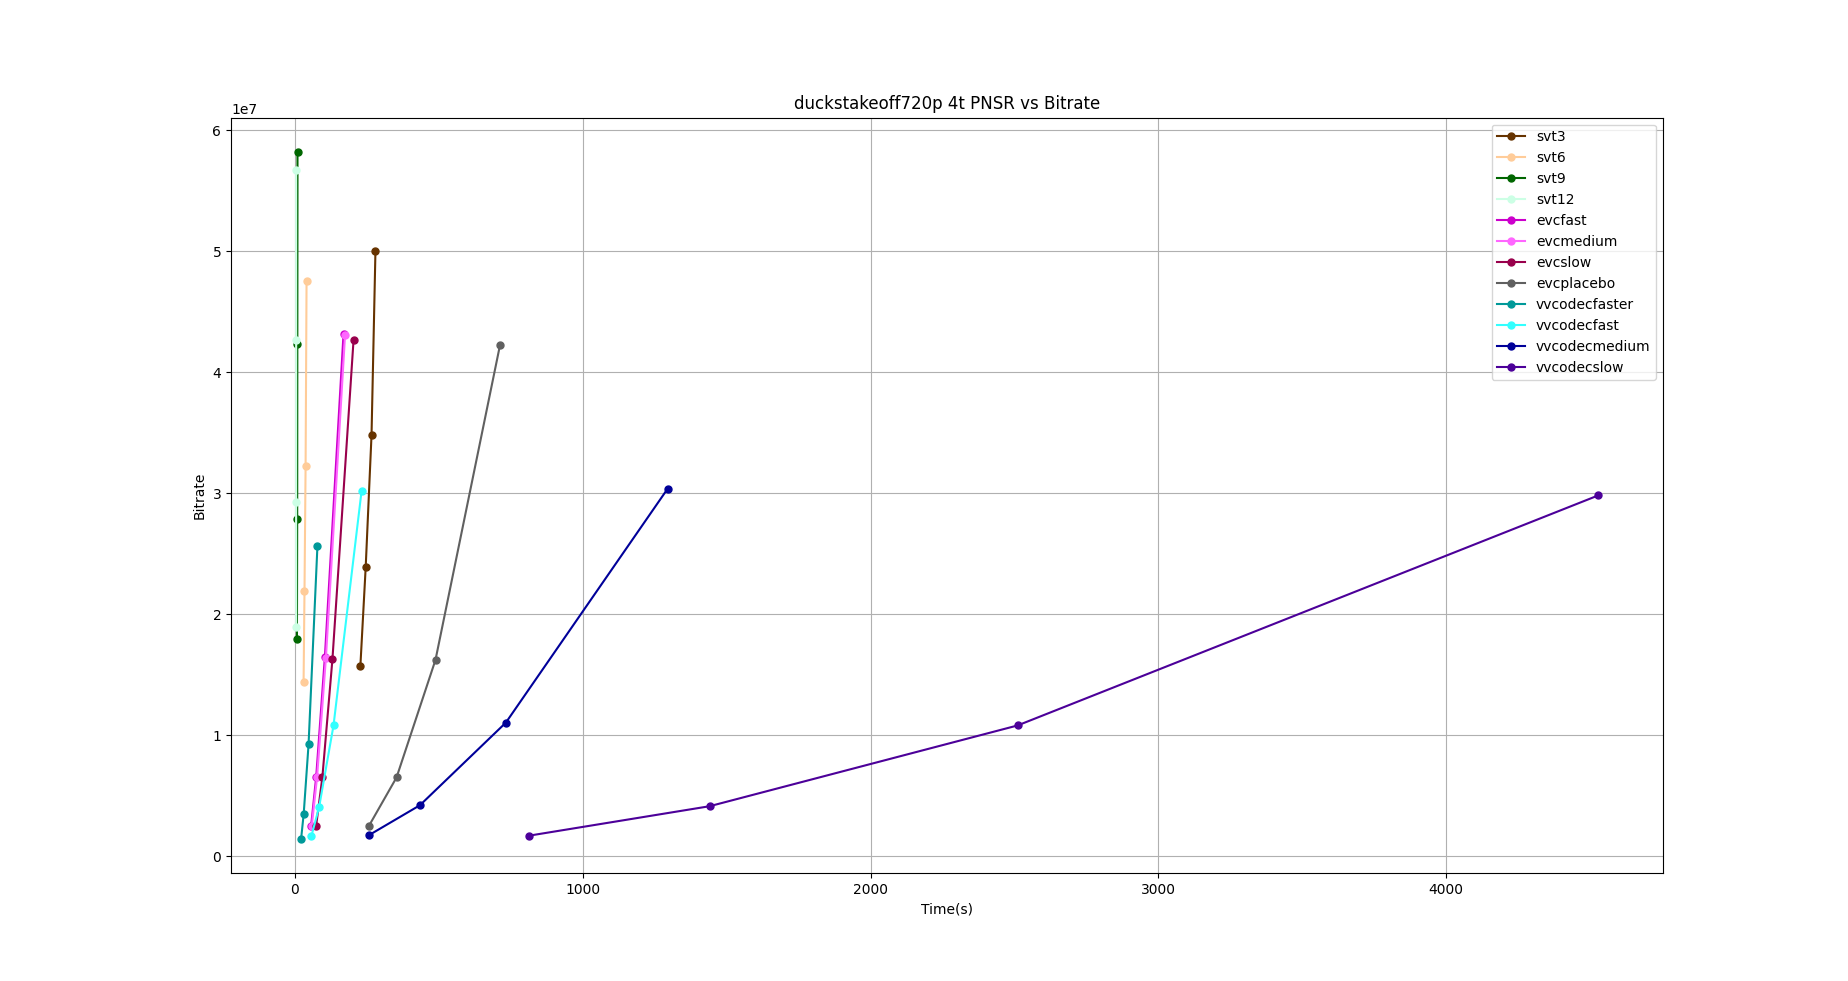 duckstakeoff720p 4t PNSR vs Bitrate
1e7
6
5
4
3
2
1
0
Bitrate
0 1000 2000 3000 4000
Time(s)
svt3
svt6
svt9
svt12
evcfast
evcmedium
evcslow
evcplacebo
vvcodecfaster
vvcodecfast
vvcodecmedium
vvcodecslow